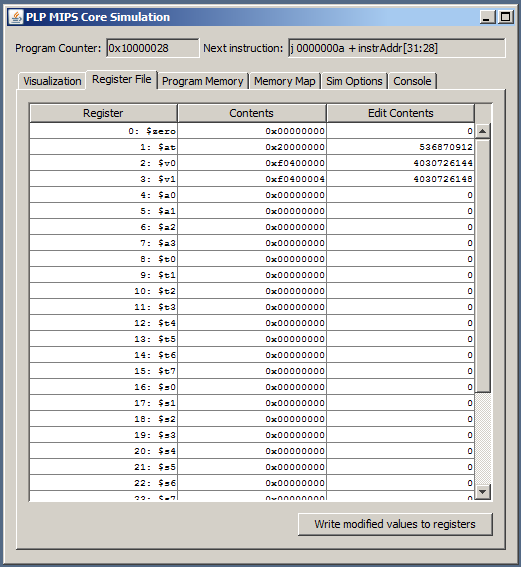 PLP MIPS Core Simulation
Program Counter: 0x10000028 Next instruction: j 0000000a + instrAddr[31:28]
Visualization Register File Program Memory Memory Map Sim Options Console
Register Contents Edit Contents
0: $zero 0x00000000 0
1: $at 0x20000000 536870912
2: $v0 0xf0400000 4030726144
3: $v1 0xf0400004 4030726148
4: $a0 0x00000000 0
5: $a1 0x00000000 0
6: $a2 0x00000000 0
7: $a3 0x00000000 0
8: $t0 0x00000000 0
9: $t1 0x00000000 0
10: $t2 0x00000000 0
11: $t3 0x00000000 0
12: $t4 0x00000000 0
13: $t5 0x00000000 0
14: $t6 0x00000000 0
15: $t7 0x00000000 0
16: $s0 0x00000000 0
17: $s1 0x00000000 0
18: $s2 0x00000000 0
19: $s3 0x00000000 0
20: $s4 0x00000000 0
21: $s5 0x00000000 0
22: $s6 0x00000000 0
23: $s7 0x00000000 0
Write modified values to registers